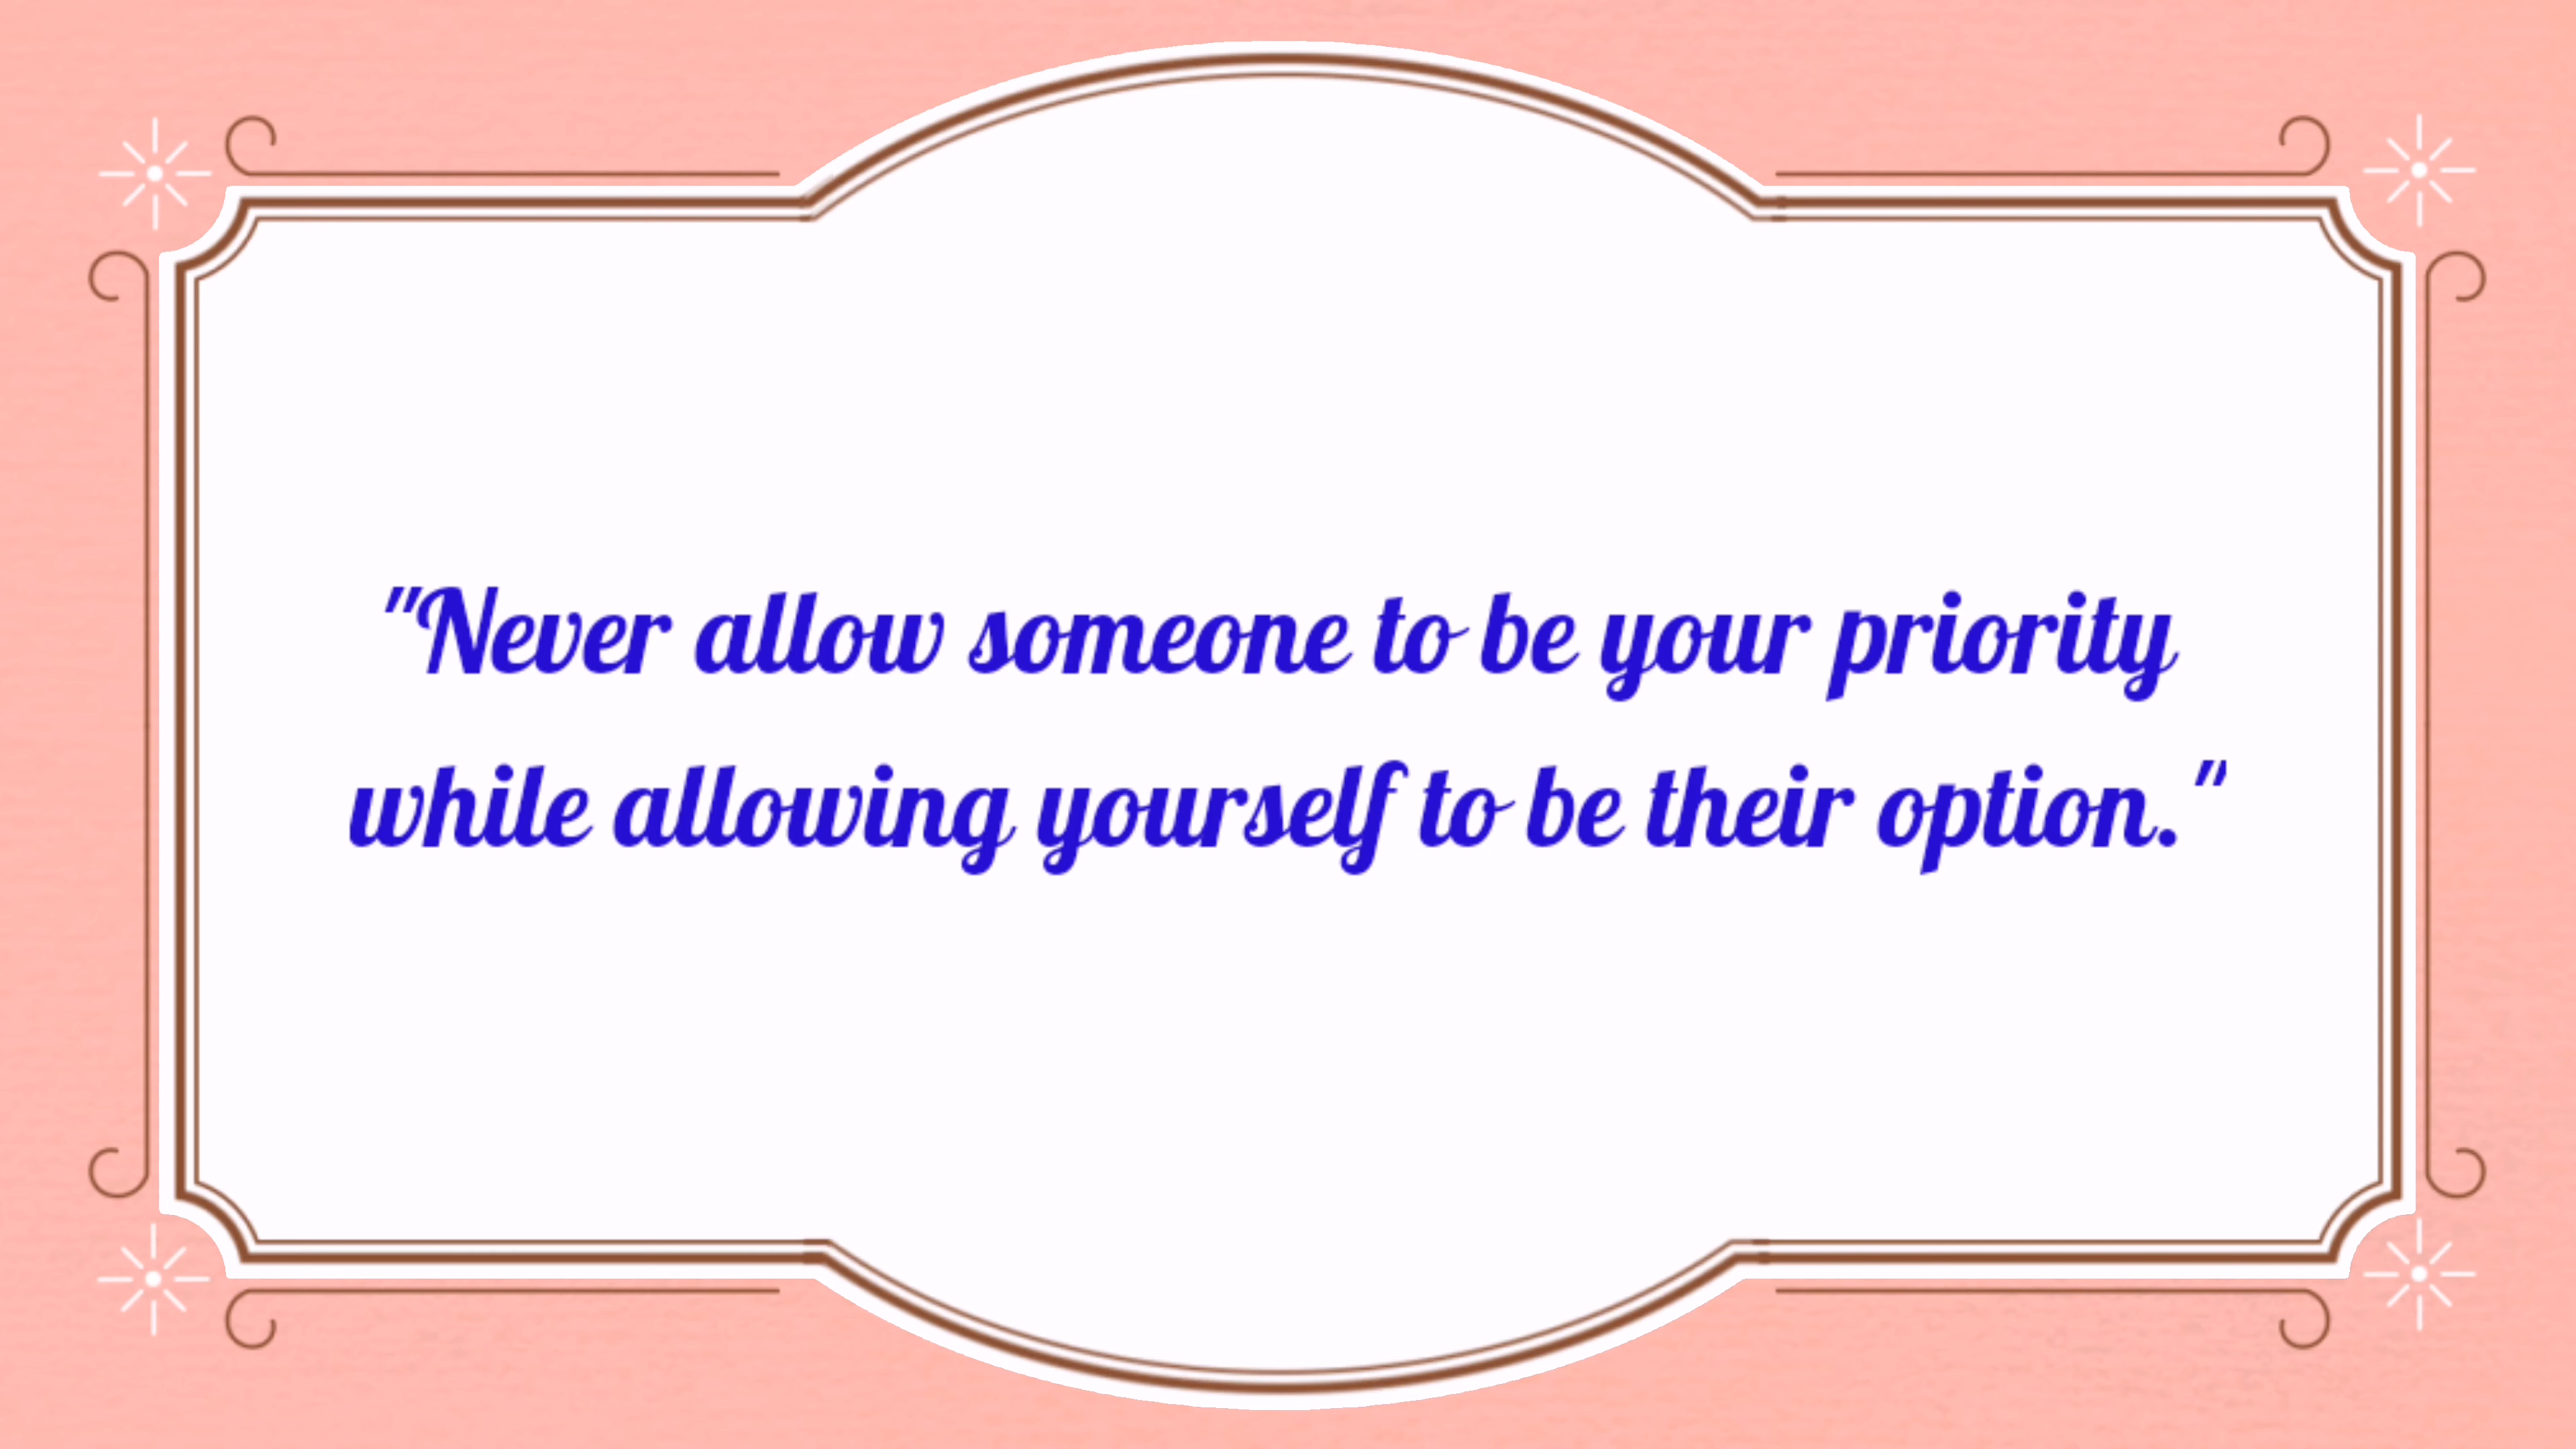 "Never allow someone to be your priority
while allowing yourself to be their option."